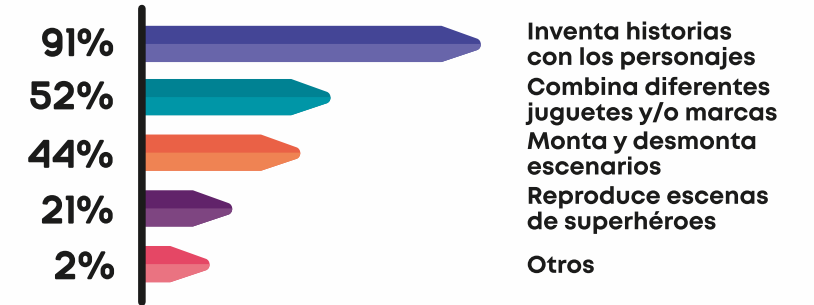 91%
Inventa historias
con los personajes
52%
Combina diferentes
juguetes y/o marcas
44%
Monta y desmonta
escenarios
21%
Reproduce escenas
de superhéroes
2%
Otros